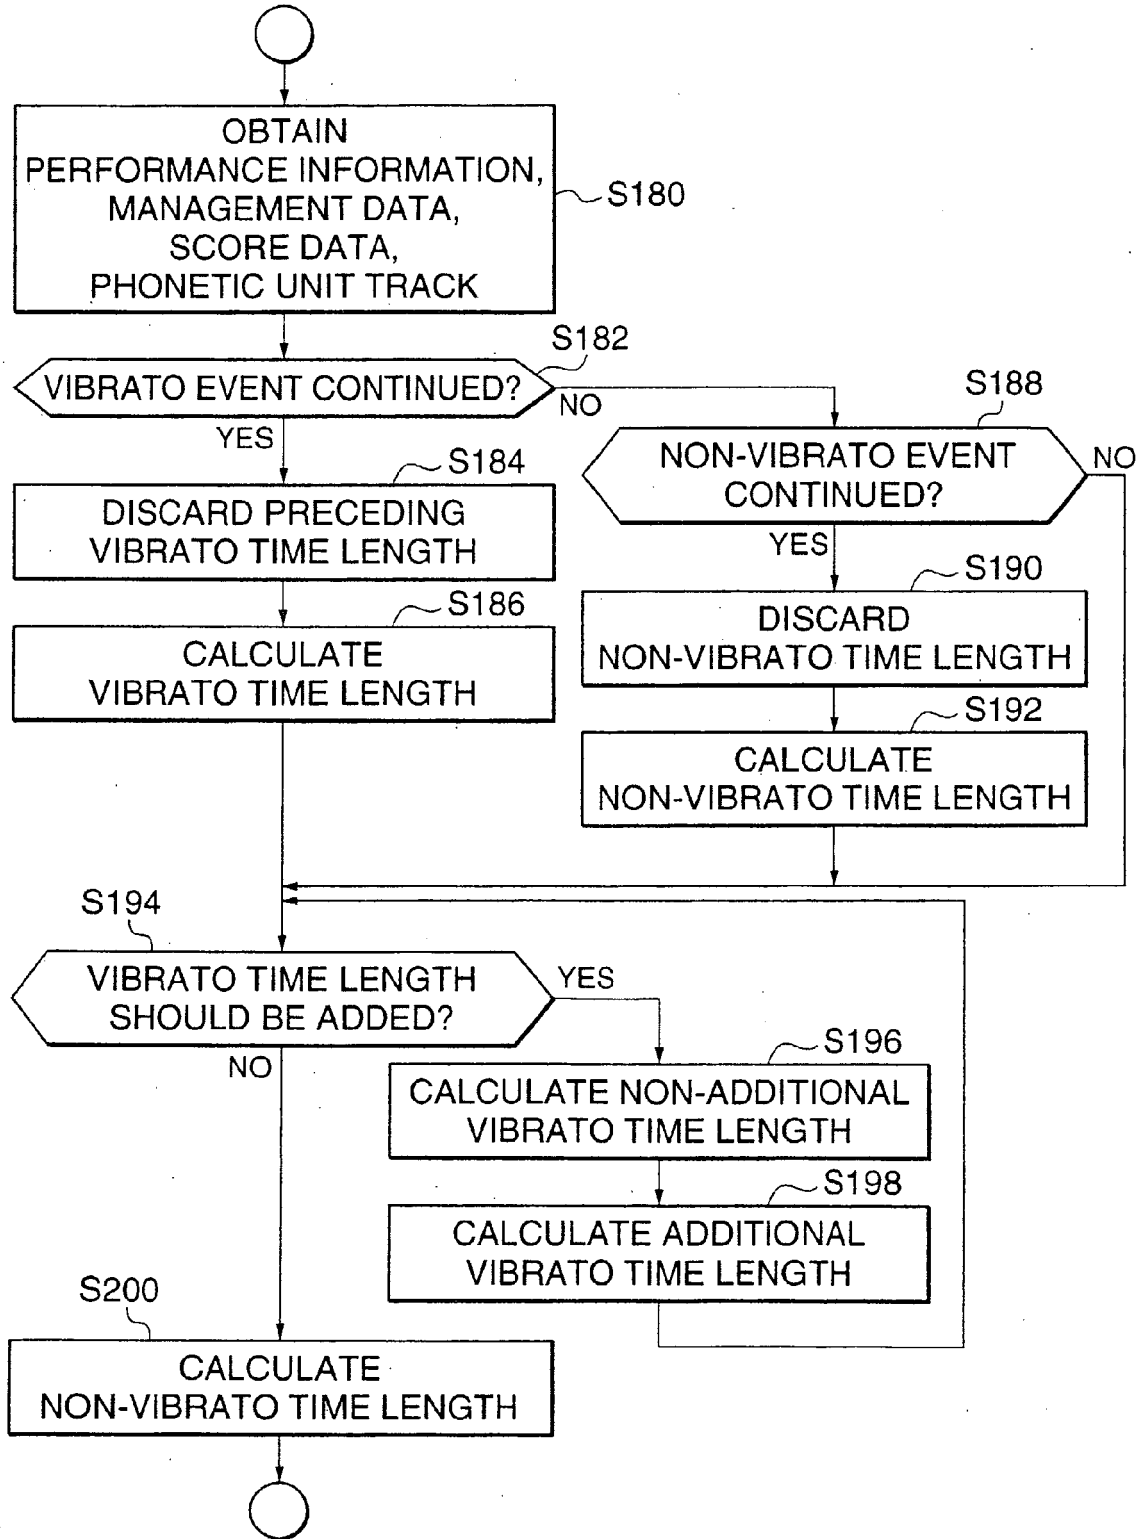 OBTAIN
PERFORMANCE INFORMATION,
MANAGEMENT DATA,
SCORE DATA,
PHONETIC UNIT TRACK
S180
S182
VIBRATO EVENT CONTINUED?
NO
YES
S184
DISCARD PRECEDING
VIBRATO TIME LENGTH
S186
CALCULATE
VIBRATO TIME LENGTH
S188
NON-VIBRATO EVENT
CONTINUED?
NO
YES
S190
DISCARD
NON-VIBRATO TIME LENGTH
S192
CALCULATE
NON-VIBRATO TIME LENGTH
S194
VIBRATO TIME LENGTH
SHOULD BE ADDED?
YES
NO
S196
CALCULATE NON-ADDITIONAL
VIBRATO TIME LENGTH
S198
CALCULATE ADDITIONAL
VIBRATO TIME LENGTH
S200
CALCULATE
NON-VIBRATO TIME LENGTH